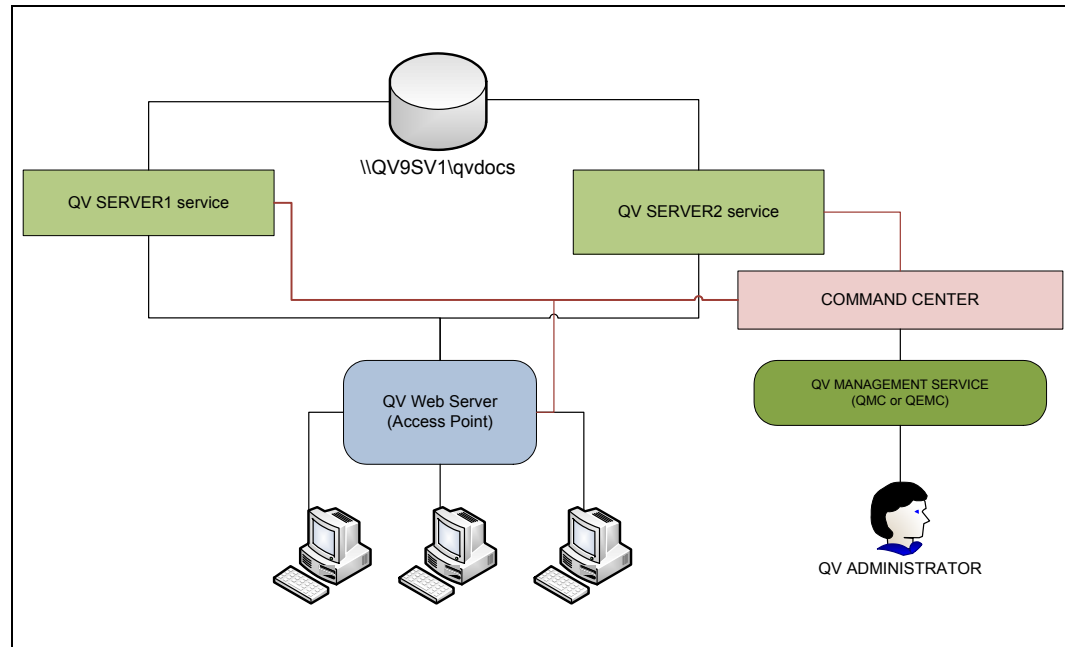 \\QV9SV1\qvdocs
QV SERVER1 service
QV SERVER2 service
COMMAND CENTER
QV Web Server
(Access Point)
QV MANAGEMENT SERVICE
(QMC or QEMC)
QV ADMINISTRATOR